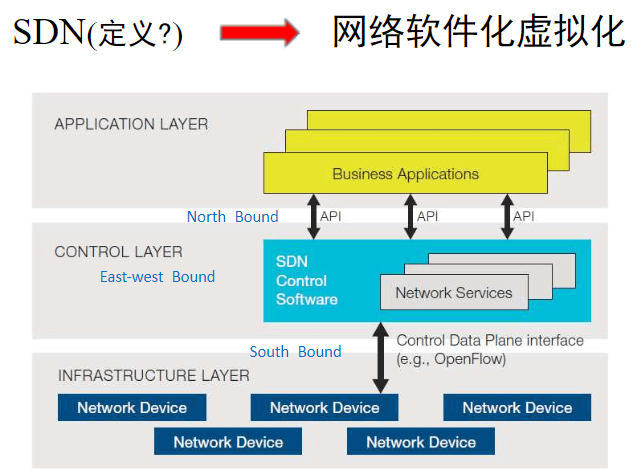 SDN(定义?)
网络软件化虚拟化
APPLICATION LAYER
Business Applications
North Bound
API
API
API
CONTROL LAYER
East-west Bound
SDN
Control
Software
Network Services
South Bound
Control Data Plane interface
(e.g., OpenFlow)
INFRASTRUCTURE LAYER
Network Device
Network Device
Network Device
Network Device
Network Device